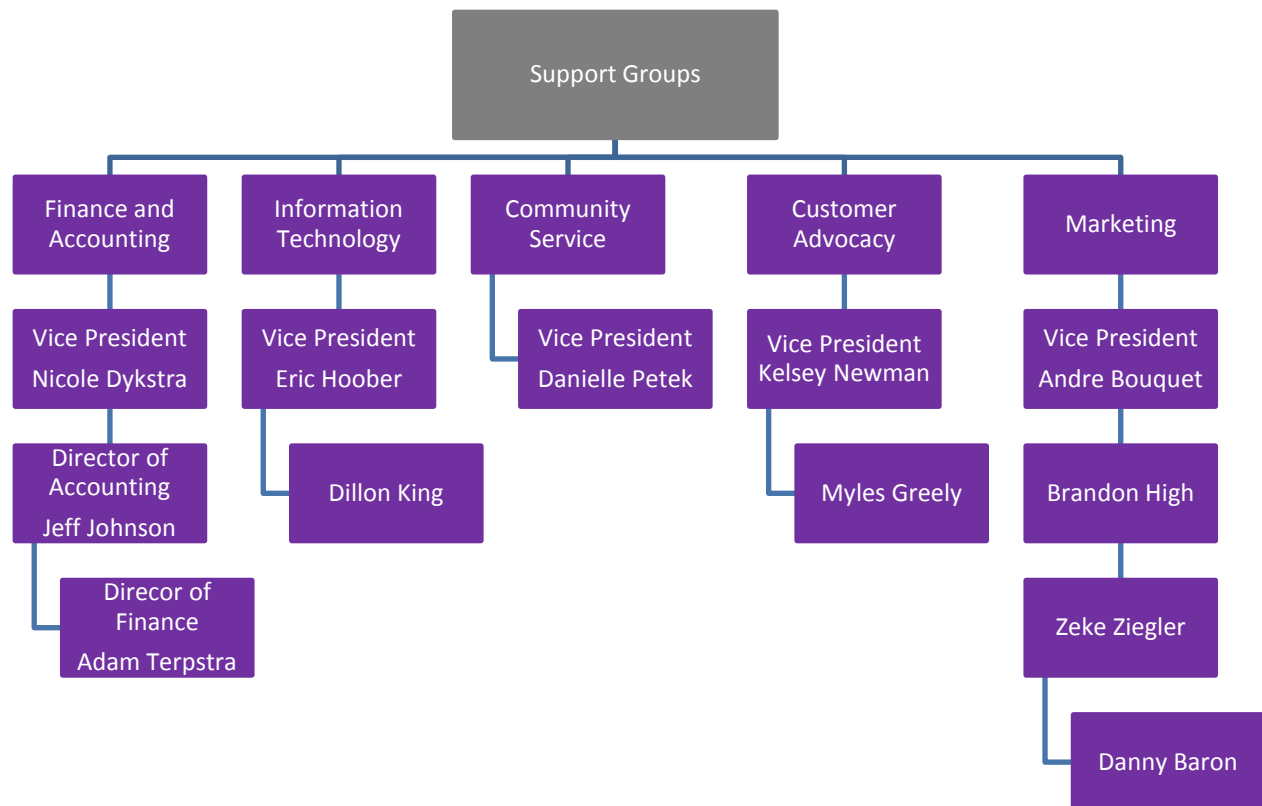 Support Groups
Finance and
Accounting
Information
Technology
Community
Service
Customer
Advocacy
Marketing
Vice President
Nicole Dykstra
Vice President
Eric Hoober
Vice President
Danielle Petek
Vice President
Kelsey Newman
Vice President
Andre Bouquet
Director of
Accounting
Jeff Johnson
Dillon King
Myles Greely
Brandon High
Direcor of
Finance
Adam Terpstra
Zeke Ziegler
Danny Baron